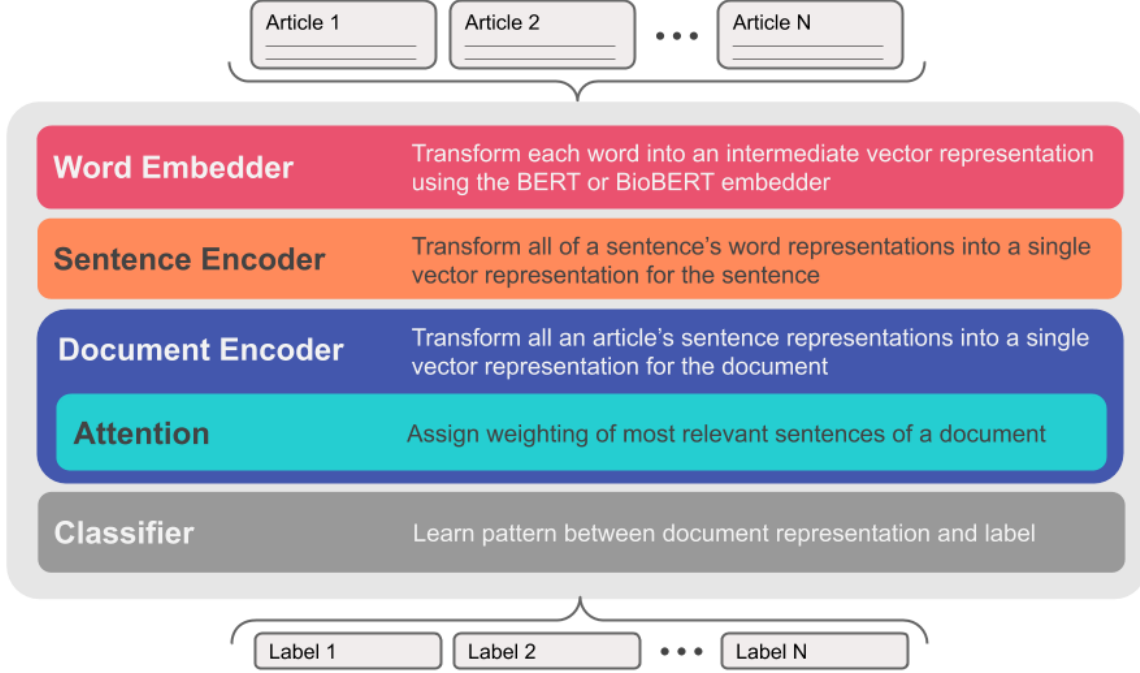 Article 1
Article 2
Article N
Word Embedder
Transform each word into an intermediate vector representation
using the BERT or BioBERT embedder
Sentence Encoder
Transform all of a sentence’s word representations into a single
vector representation for the sentence
Document Encoder
Transform all an article’s sentence representations into a single
vector representation for the document
Attention
Assign weighting of most relevant sentences of a document
Classifier
Learn pattern between document representation and label
Label 1
Label 2
Label N